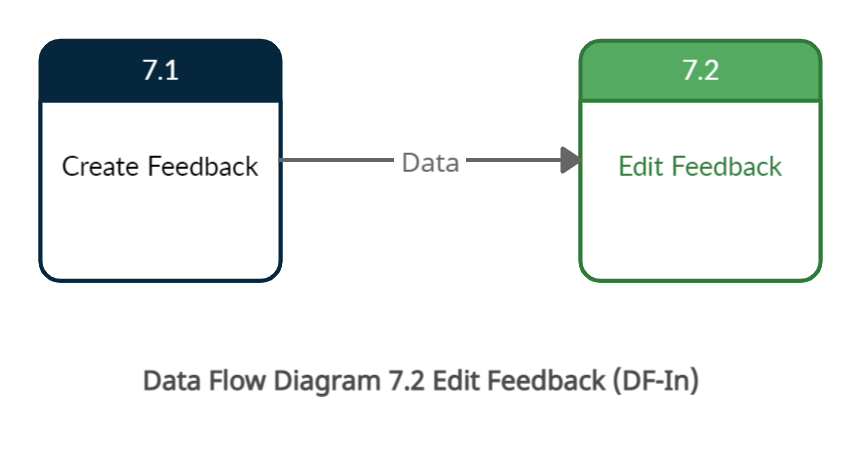 7.1
7.2
Create Feedback
Data
Edit Feedback
Data Flow Diagram 7.2 Edit Feedback (DF-In)